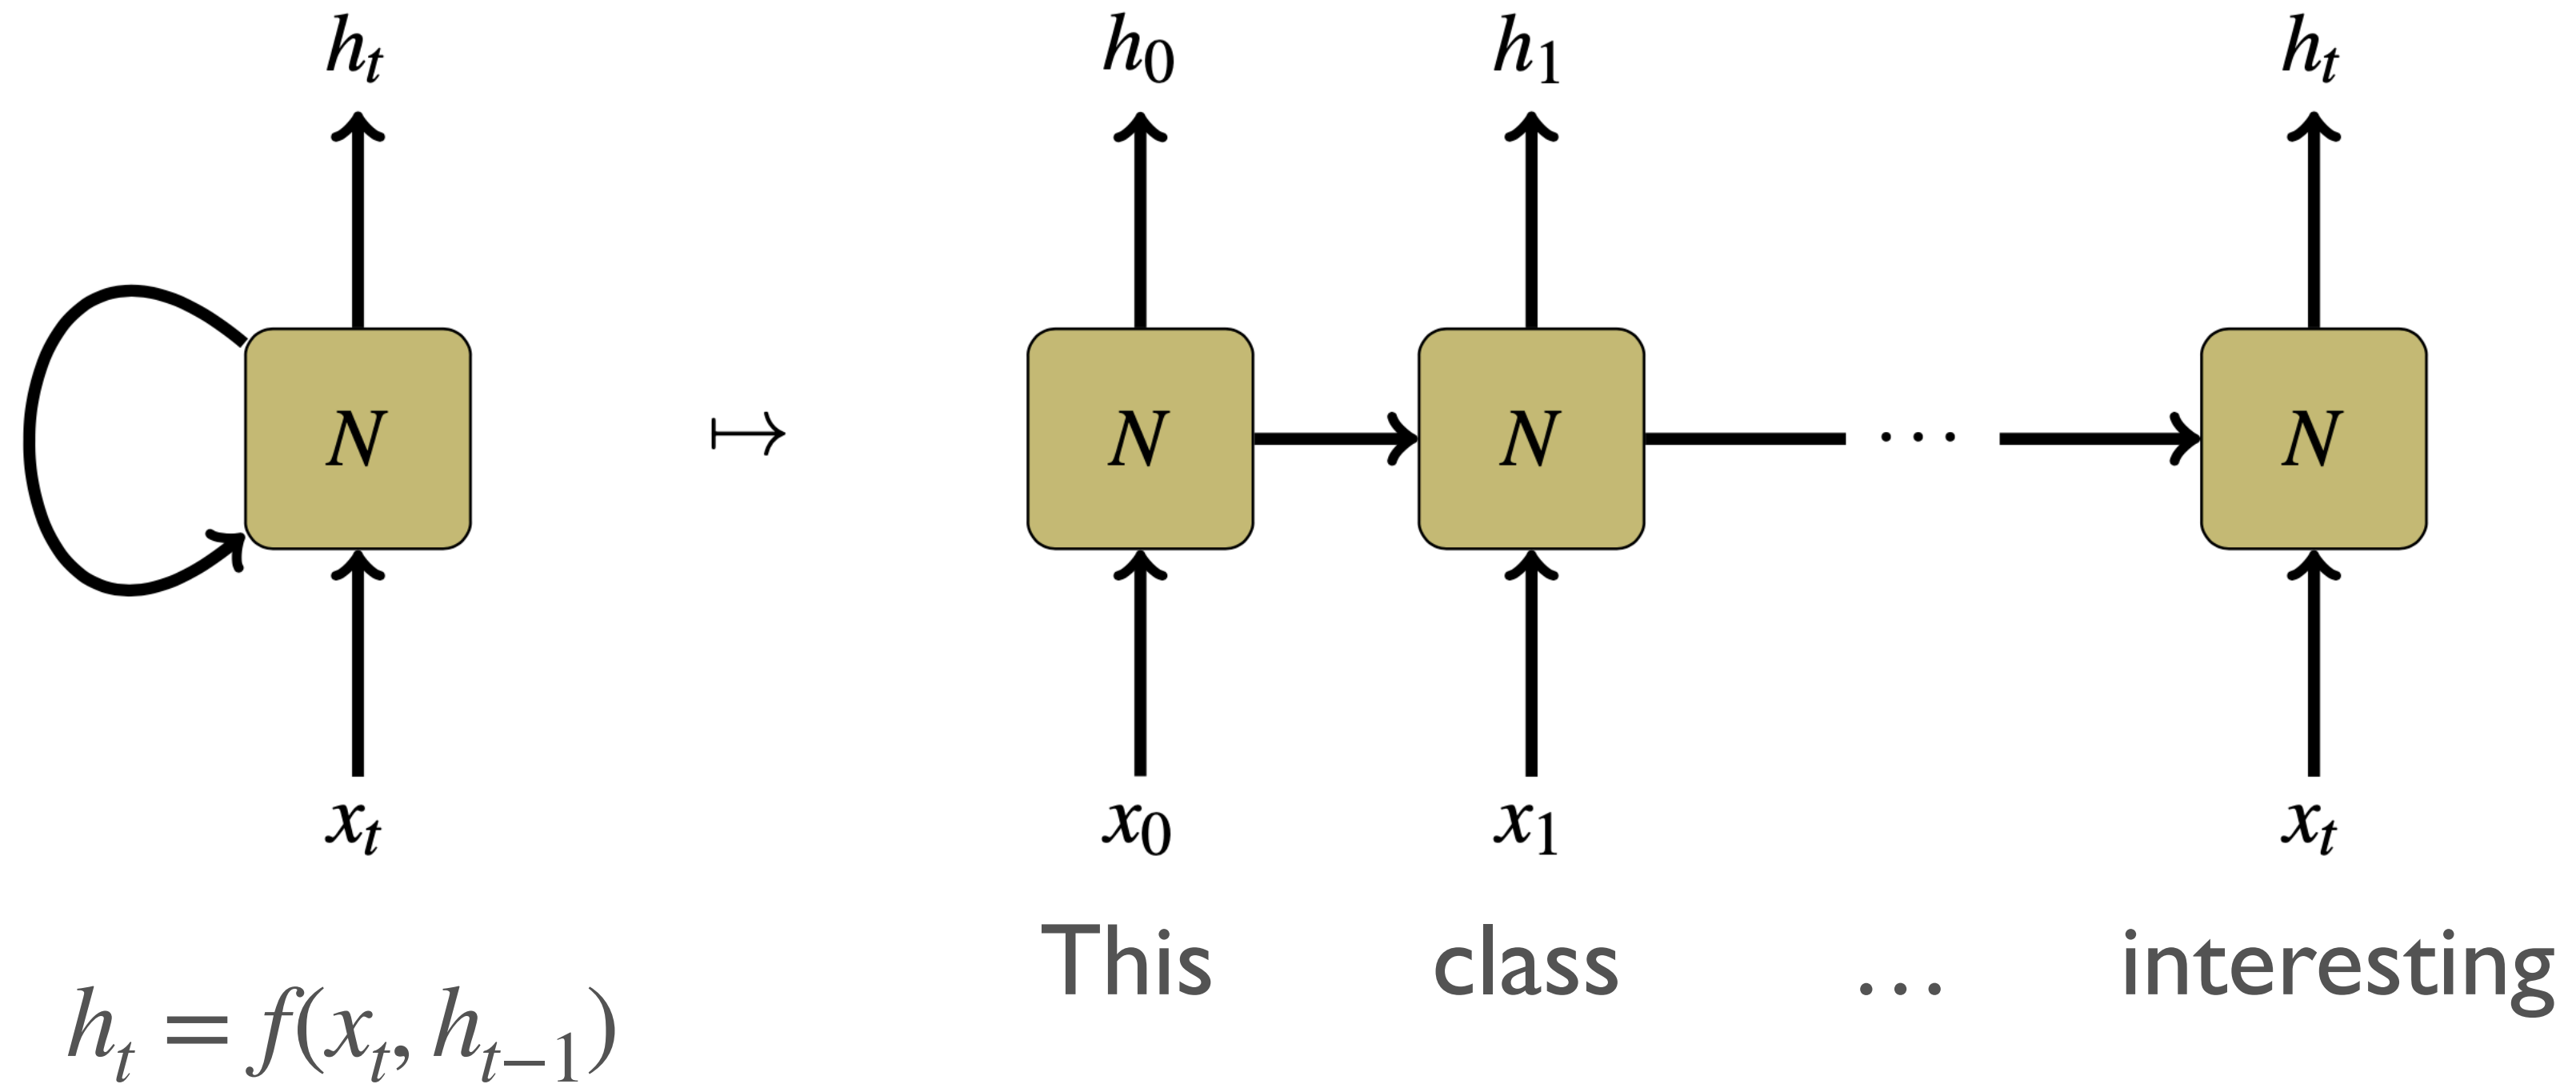 h_t h_0 h_1 h_t
N ↦ N N ⋯ N
x_t x_0 x_1 x_t
This class … interesting
h_t = f(x_t, h_{t−1})